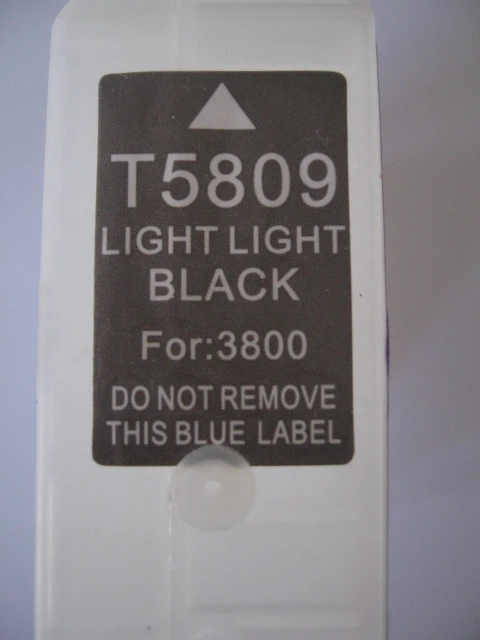 T5809
LIGHT LIGHT
BLACK
For:3800
DO NOT REMOVE
THIS BLUE LABEL